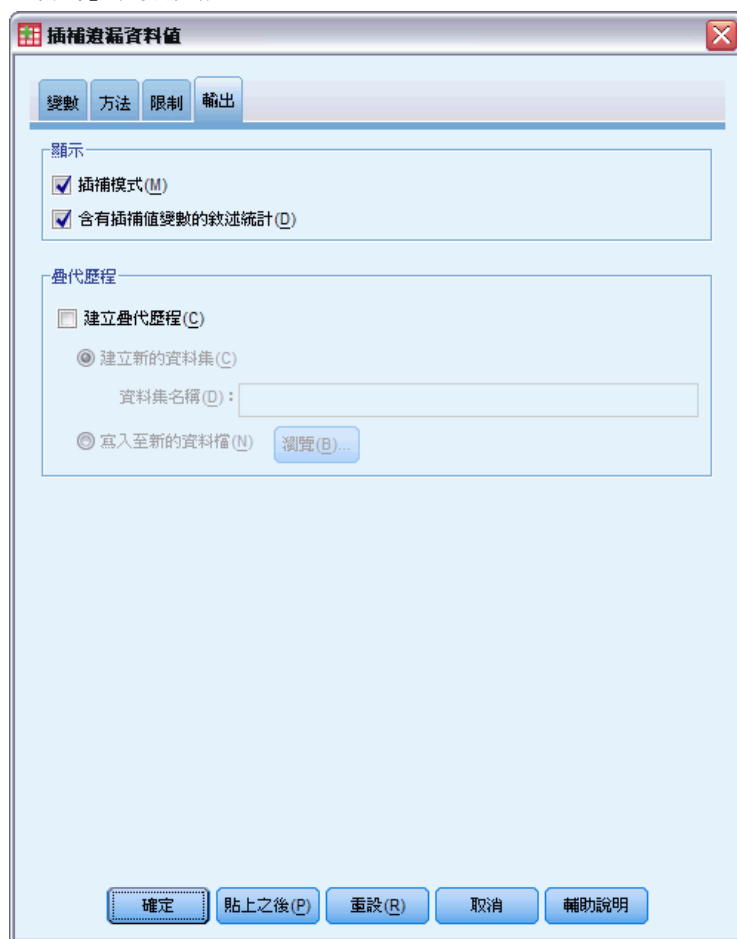 插補遺漏資料值
變數 方法 限制 輸出
顯示
插補模式(M)
含有插補值變數的敘述統計(D)
疊代歷程
建立疊代歷程(C)
建立新的資料集(C)
資料集名稱(D):
寫入至新的資料檔(N) 瀏覽(B)...
確定 貼上之後(P) 重設(R) 取消 輔助說明